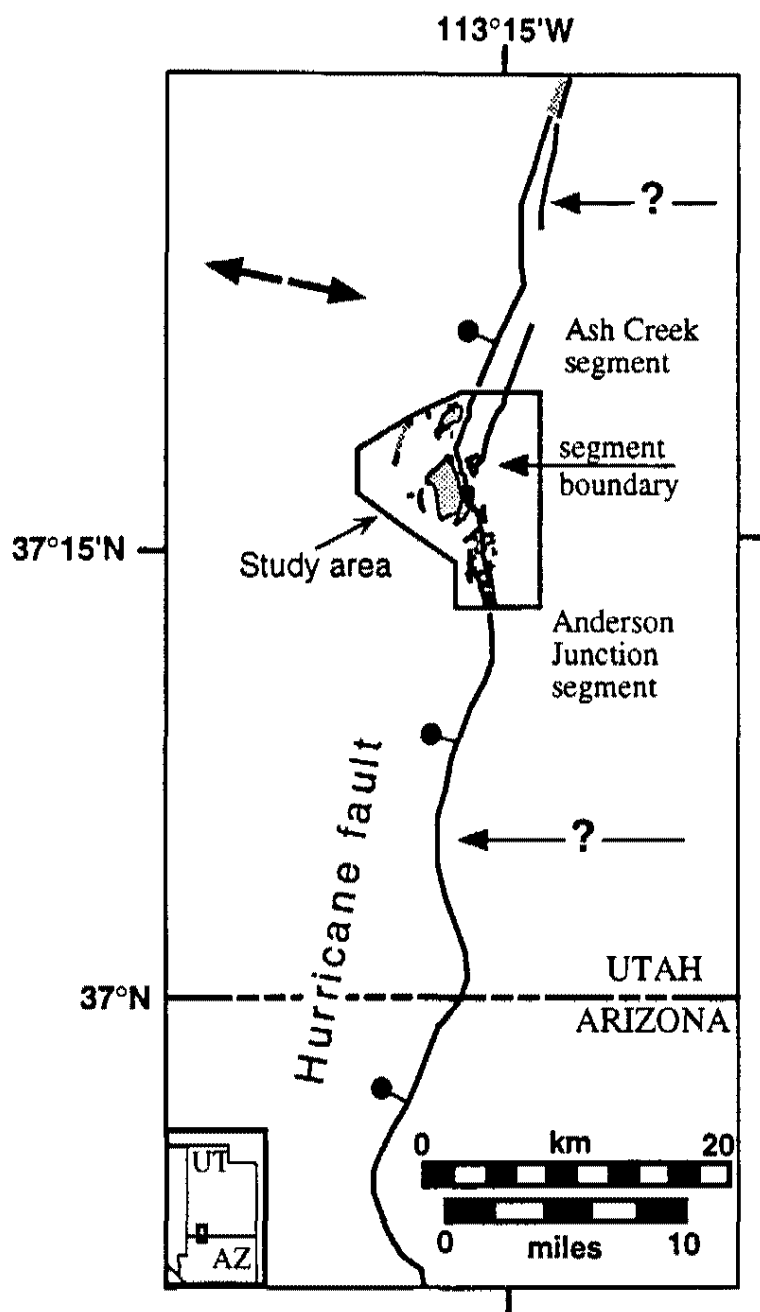 113°15'W
?
Ash Creek
segment
segment
boundary
37°15'N
Study area
Anderson
Junction
segment
Hurricane fault
?
UTAH
37°N
ARIZONA
0 km 20
UT
AZ
0 miles 10